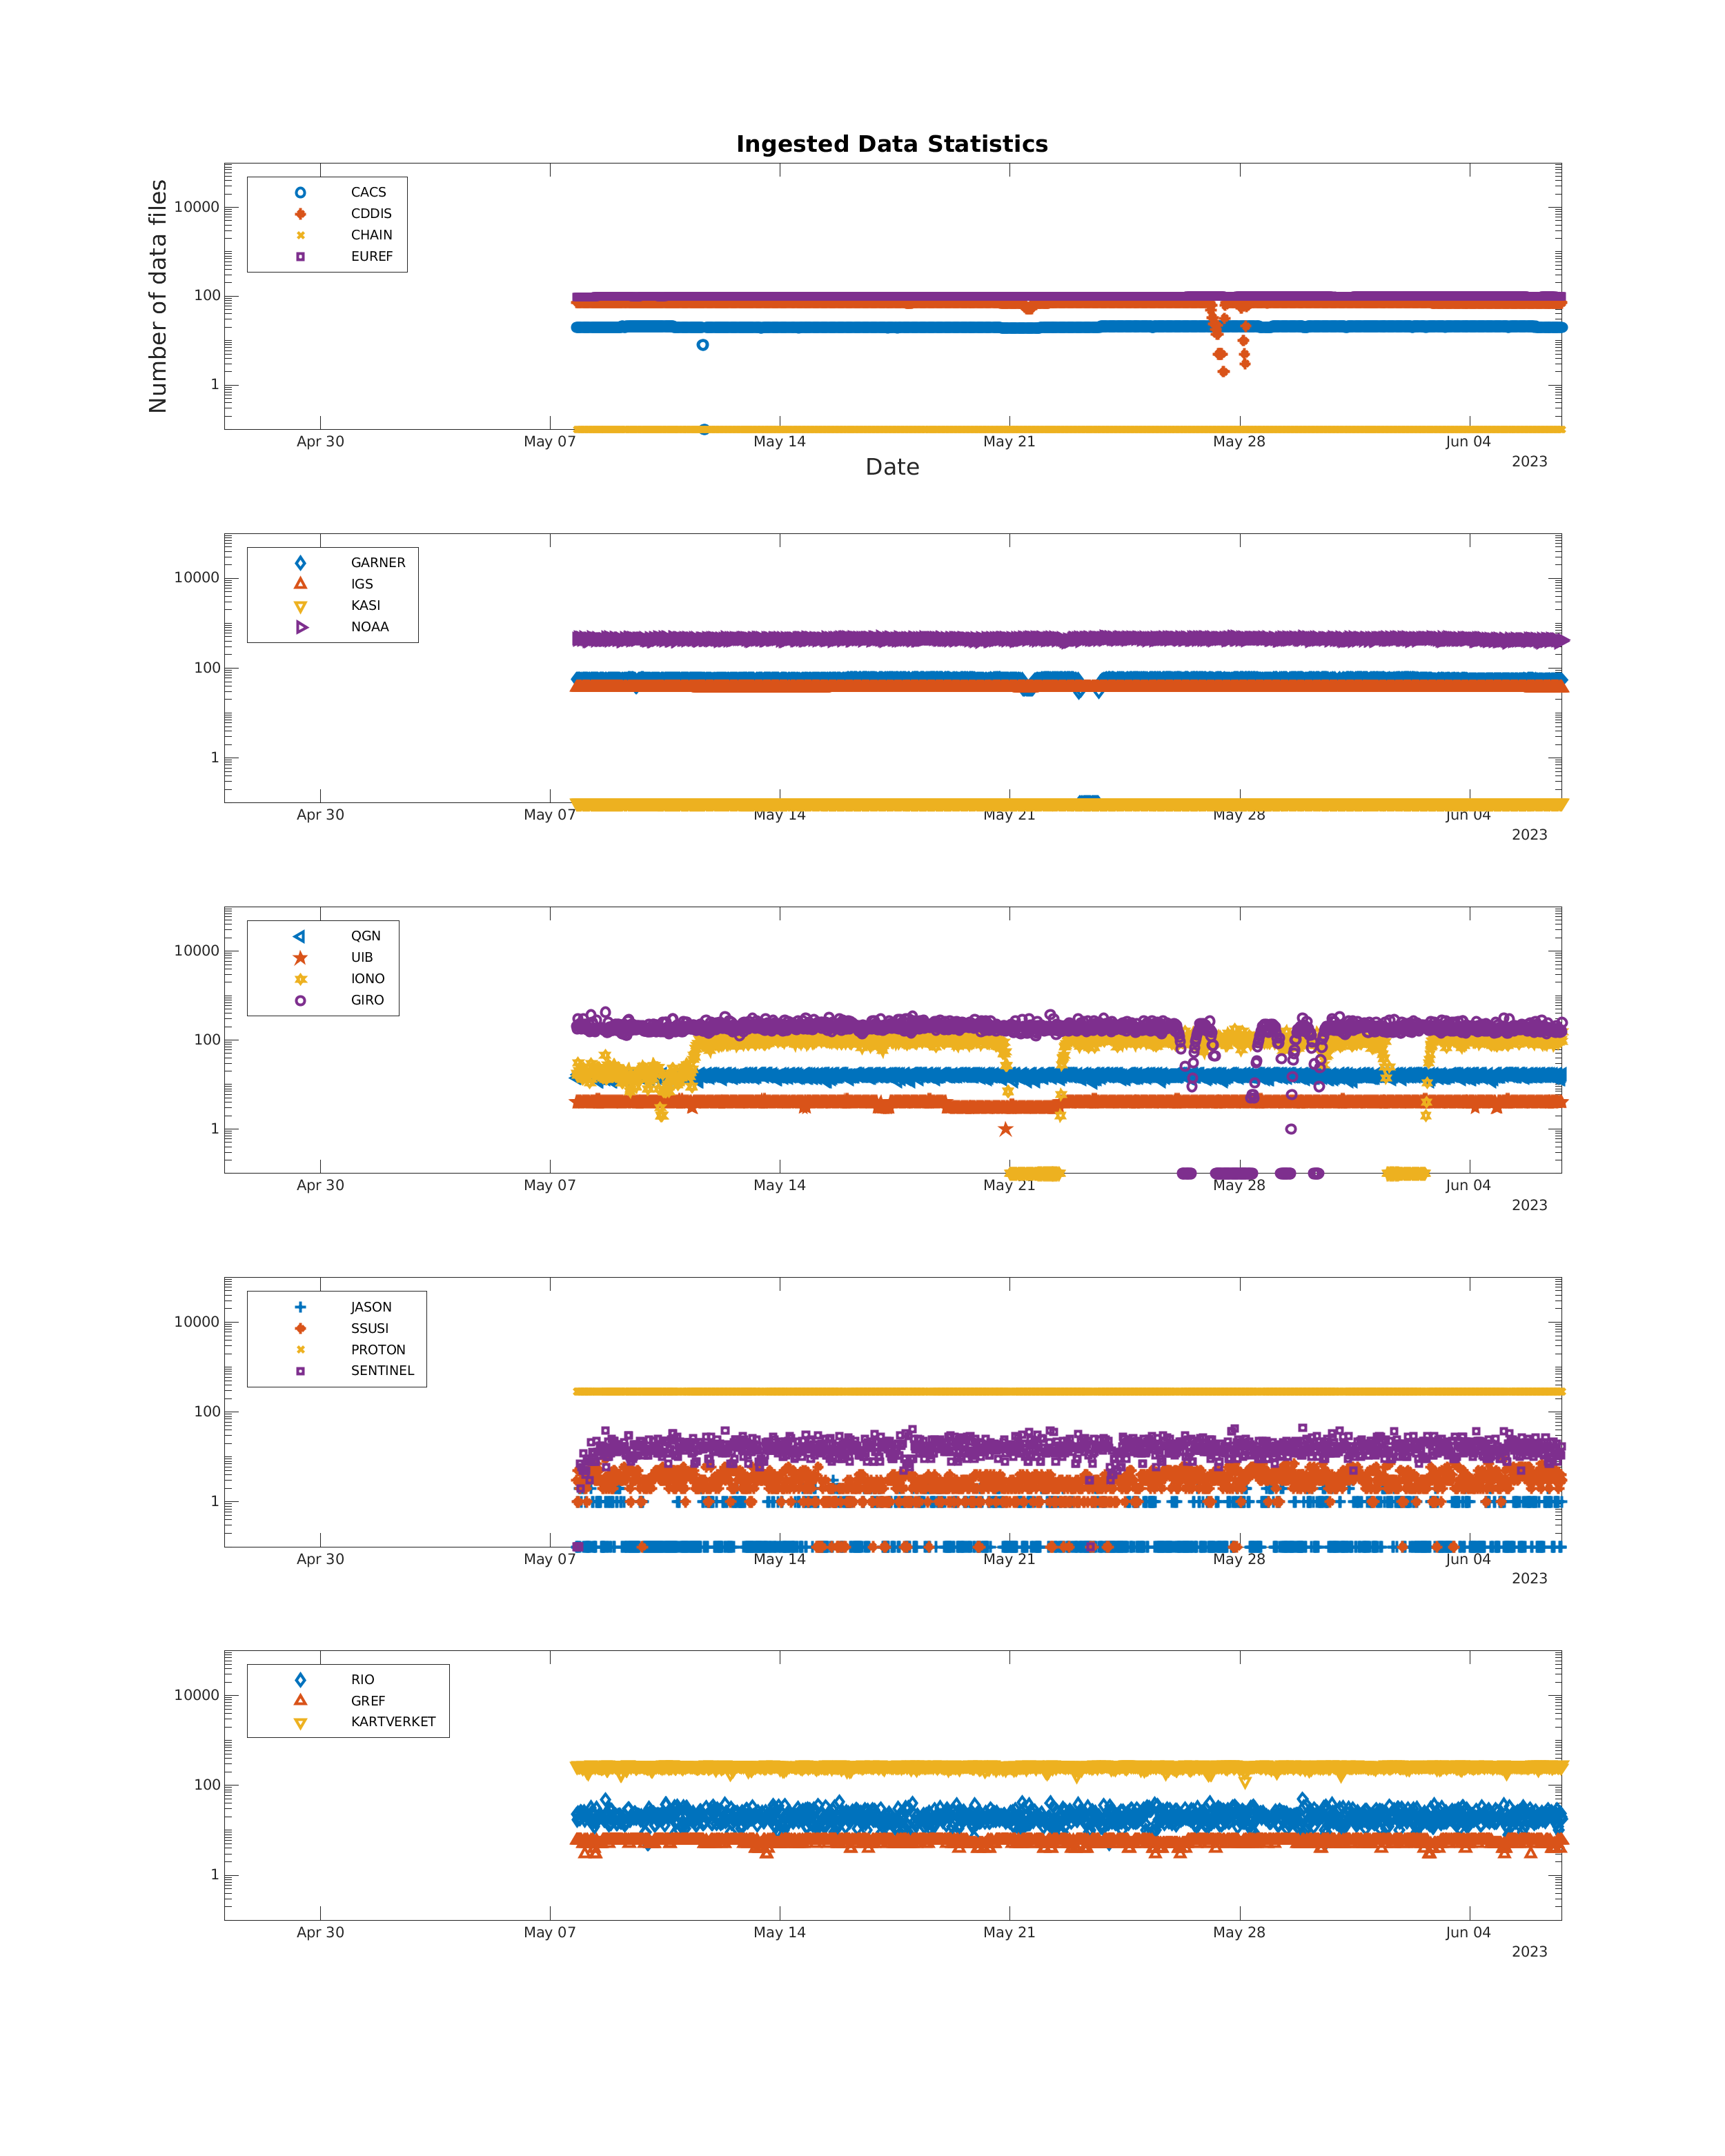 Ingested Data Statistics
Number of data files
CACS
CDDIS
CHAIN
EUREF
10000
100
1
Apr 30 May 07 May 14 May 21 May 28 Jun 04
2023
Date
GARNER
IGS
KASI
NOAA
10000
100
1
Apr 30 May 07 May 14 May 21 May 28 Jun 04
2023
QGN
UIB
IONO
GIRO
10000
100
1
Apr 30 May 07 May 14 May 21 May 28 Jun 04
2023
JASON
SSUSI
PROTON
SENTINEL
10000
100
1
Apr 30 May 07 May 14 May 21 May 28 Jun 04
2023
RIO
GREF
KARTVERKET
10000
100
1
Apr 30 May 07 May 14 May 21 May 28 Jun 04
2023